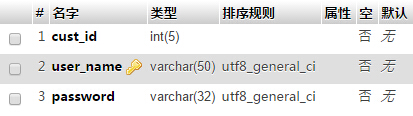 # 名字 类型 排序规则 属性 空 默认
1 cust_id int(5) 否 无
2 user_name varchar(50) utf8_general_ci 否 无
3 password varchar(32) utf8_general_ci 否 无